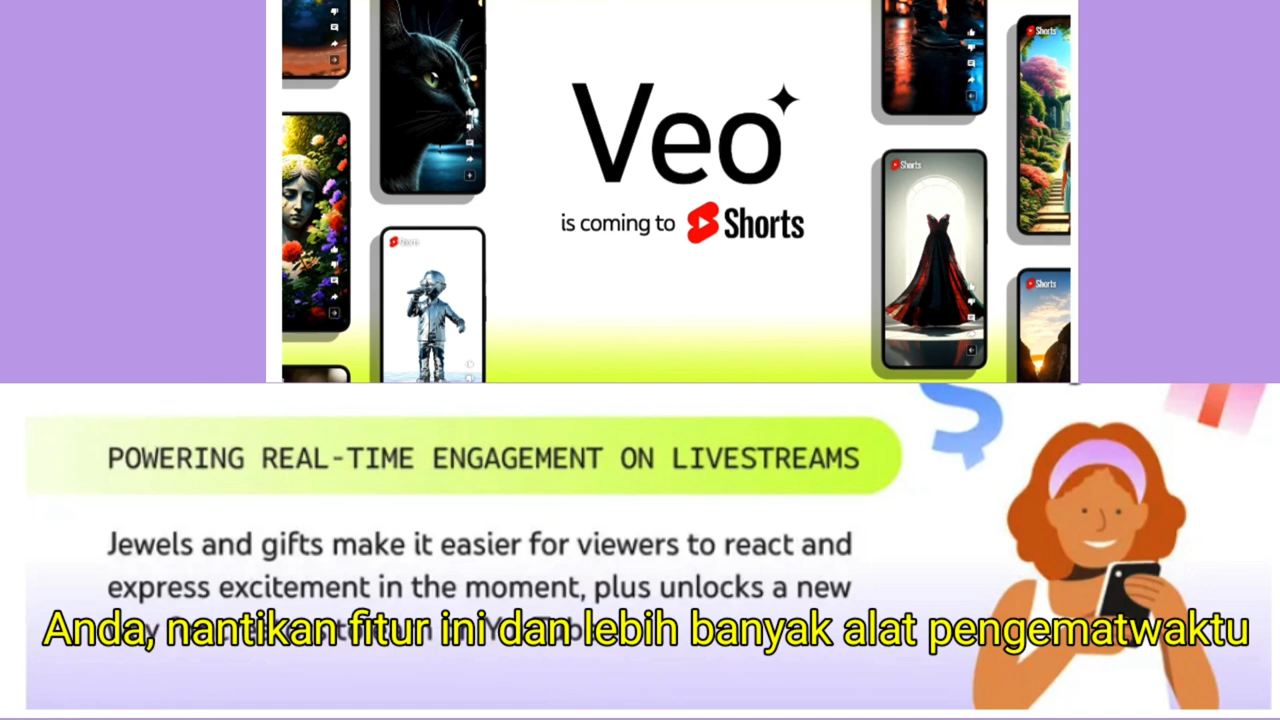 Veo
is coming to Shorts
Shorts
Shorts
Shorts
Shorts
POWERING REAL-TIME ENGAGEMENT ON LIVESTREAMS
Jewels and gifts make it easier for viewers to react and
express excitement in the moment, plus unlocks a new
Anda, nantikan fitur ini dan lebih banyak alat pengematwaktu